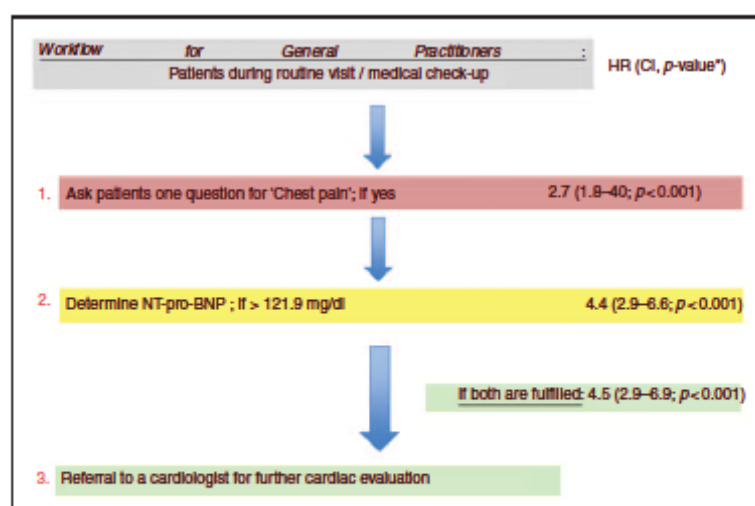 Workflow for General Practitioners :
Patients during routine visit / medical check-up
HR (CI, p-value*)
1. Ask patients one question for 'Chest pain'; if yes 2.7 (1.8–40; p<0.001)
2. Determine NT-pro-BNP ; if > 121.9 mg/dl 4.4 (2.9–6.6; p<0.001)
If both are fulfilled: 4.5 (2.9–6.9; p<0.001)
3. Referral to a cardiologist for further cardiac evaluation